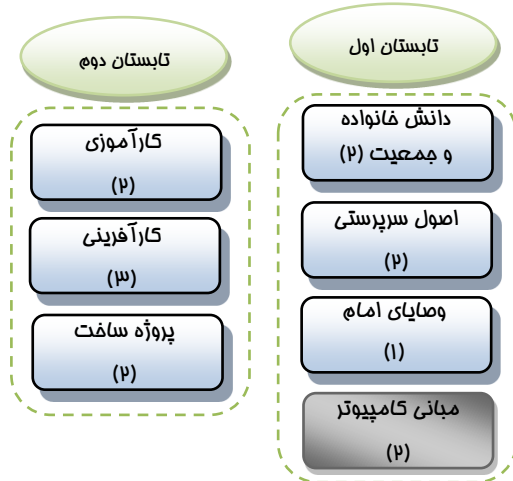 تابستان اول
دانش خانواده
و جمعیت (۲)
اصول سرپرستی
(۲)
وصایای امام
(۱)
مبانی کامپیوتر
(۲)
تابستان دوم
کارآموزی
(۲)
کارآفرینی
(۳)
پروژه ساخت
(۲)